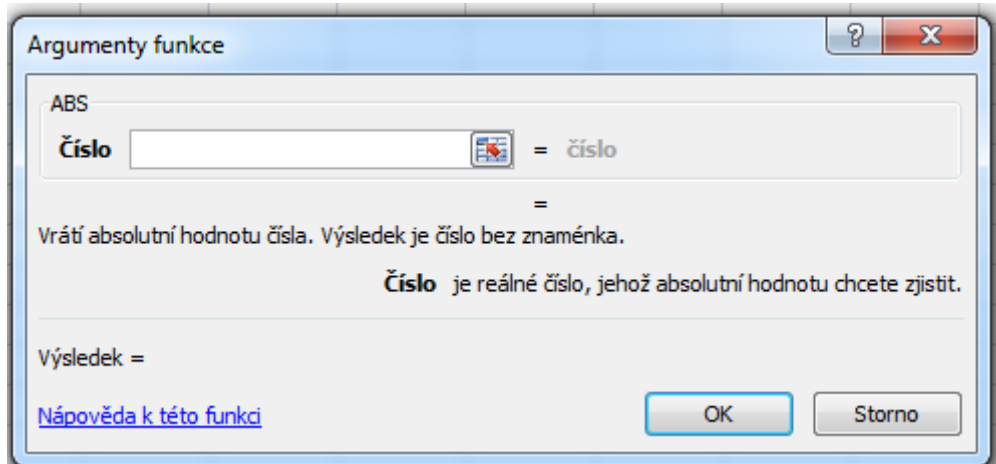 Argumenty funkce
ABS
Číslo = číslo
=
Vrátí absolutní hodnotu čísla. Výsledek je číslo bez znaménka.
Číslo je reálné číslo, jehož absolutní hodnotu chcete zjistit.
Výsledek =
Nápověda k této funkci OK Storno